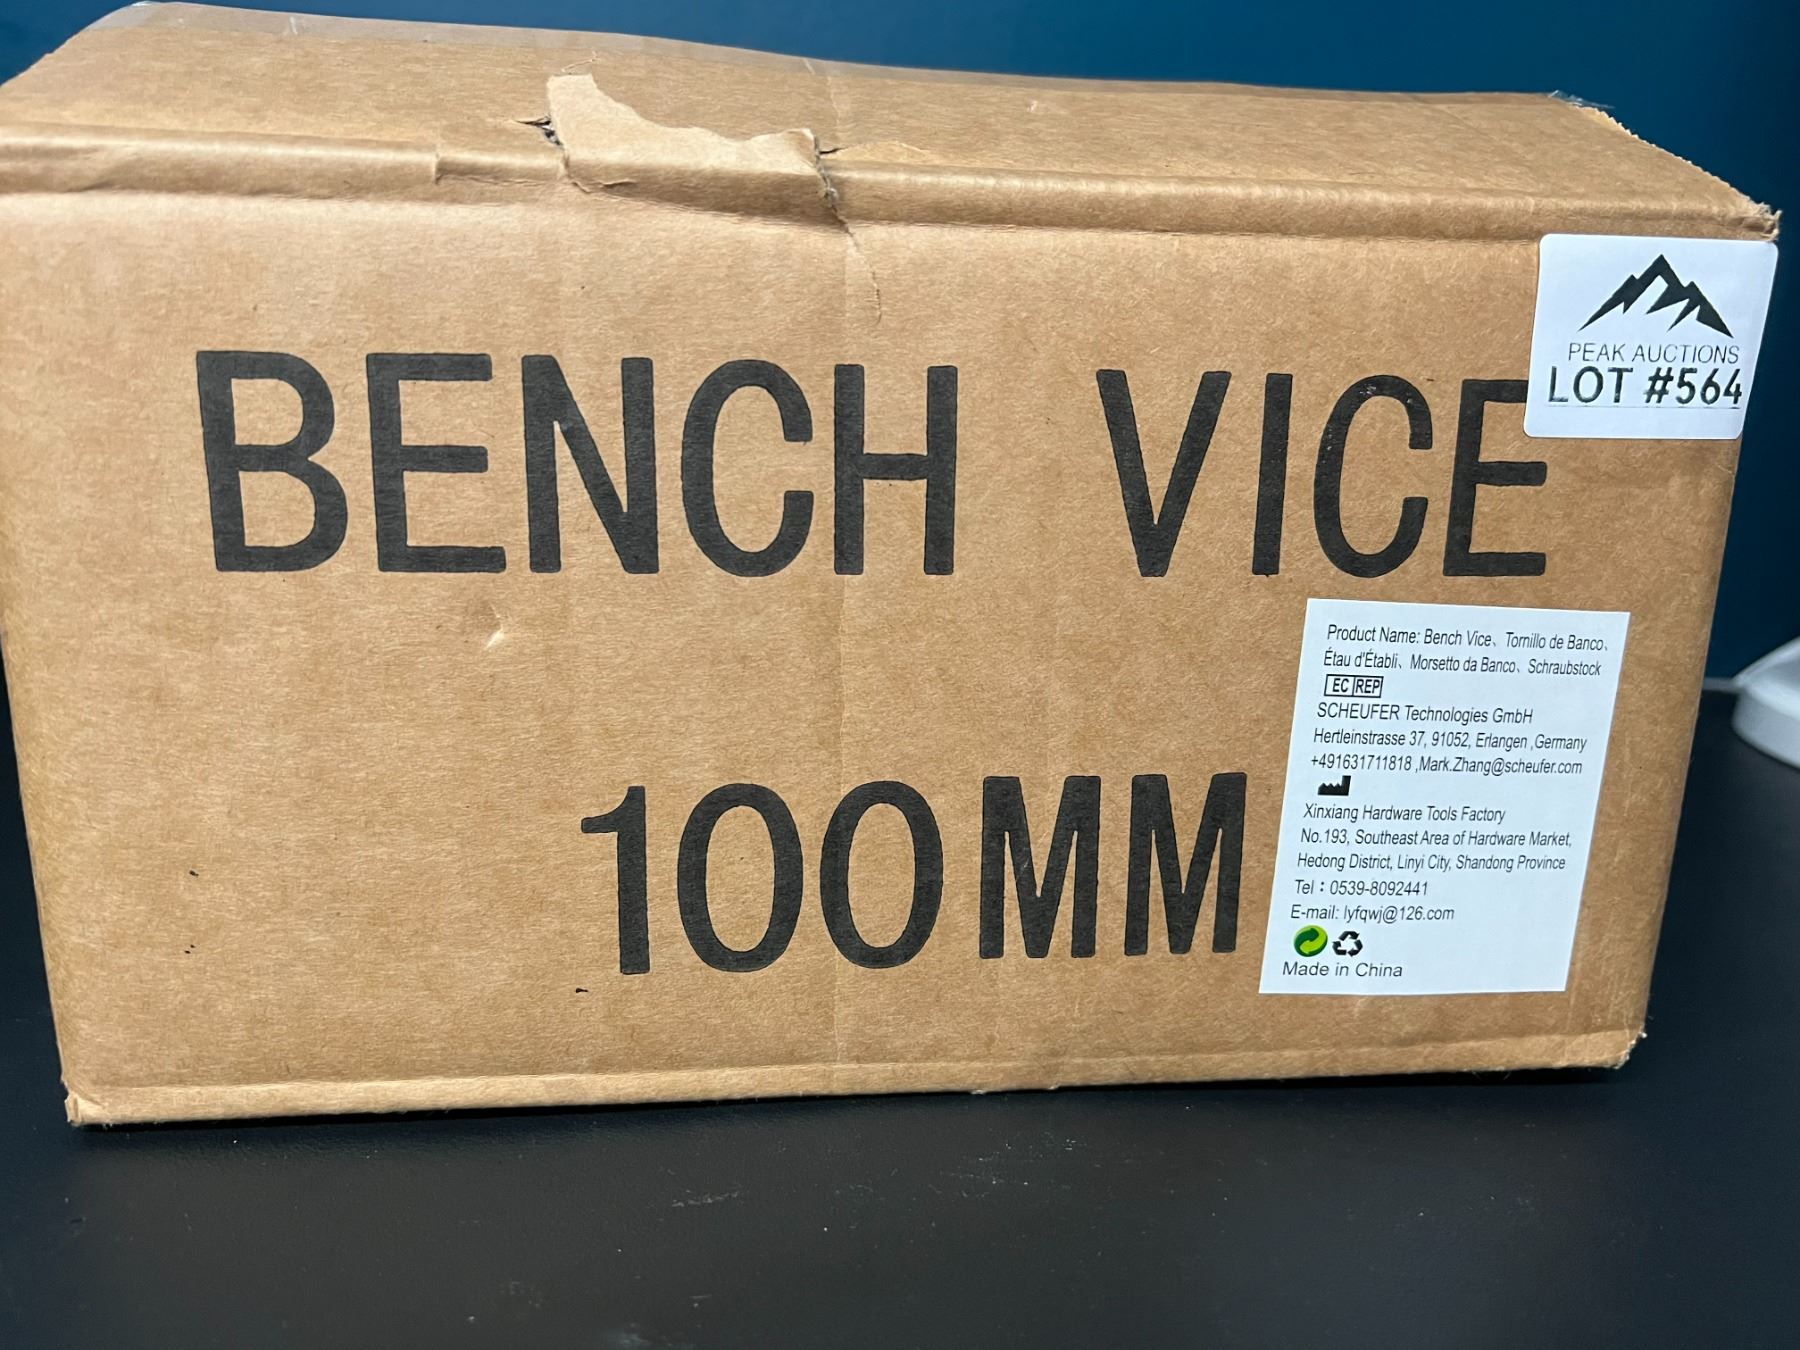 PEAK AUCTIONS
LOT #564
BENCH VICE
100MM
Product Name: Bench Vice、Tornillo de Banco、
Étau d'Établi、Morsetto da Banco、Schraubstock
EC REP
SCHEUFER Technologies GmbH
Hertleinstrasse 37, 91052, Erlangen ,Germany
+491631711818 ,Mark.Zhang@scheufer.com
Xinxiang Hardware Tools Factory
No.193, Southeast Area of Hardware Market,
Hedong District, Linyi City, Shandong Province
Tel：0539-8092441
E-mail: lyfqwj@126.com
Made in China